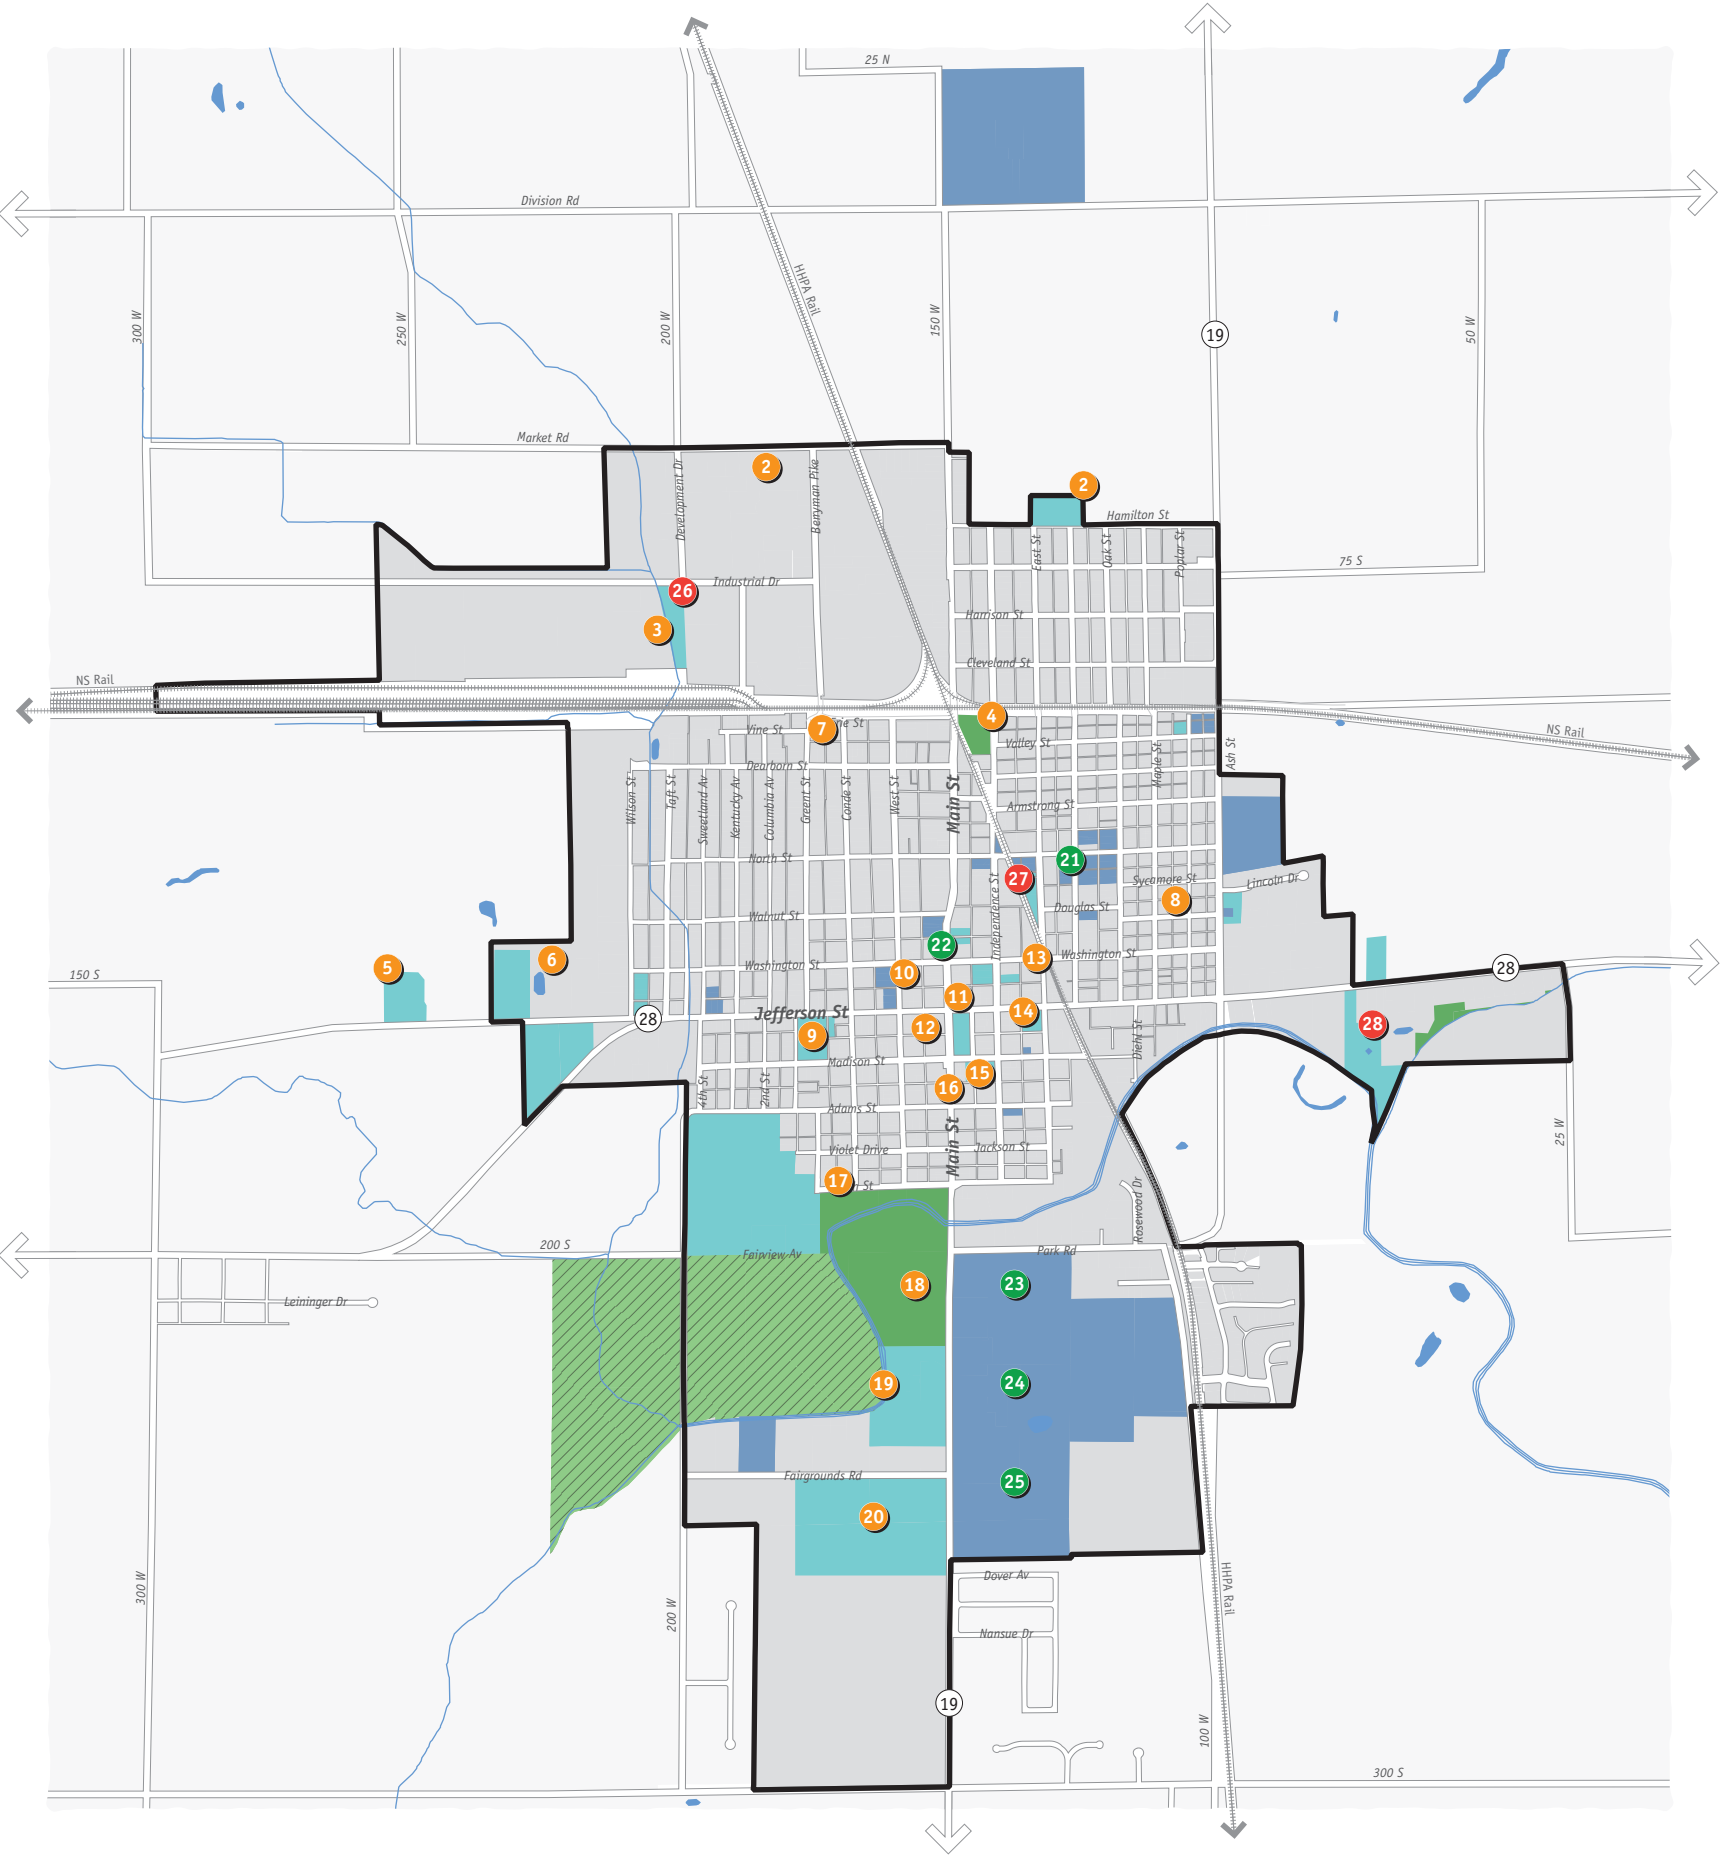 25 N
Division Rd
HHPA Rail
300 W
250 W
200 W
150 W
19
50 W
Market Rd
2
2
Development Dr
Berryman Pike
Hamilton St
East St
Oak St
Poplar St
75 S
Industrial Dr
26
3
Harrison St
Cleveland St
NS Rail
4
7
Erie St
Vine St
Valley St
NS Rail
Dearborn St
Maple St
Ash St
Wilson St
Taft St
Sweetland Av
Kentucky Av
Columbia Av
Greent St
Conde St
West St
Main St
Armstrong St
North St
21
27
Sycamore St
Lincoln Dr
8
Independence St
Douglas St
Walnut St
22
Washington St
13
Washington St
5
6
150 S
10
28
11
14
28
Jefferson St
28
9
12
Diehl St
Madison St
15
16
4th St
2nd St
Adams St
Main St
Jackson St
25 W
Violet Drive
17
n St
Rosewood Dr
200 S
Fairview Av
Park Rd
18
23
Leininger Dr
19
24
Fairgrounds Rd
25
20
300 W
200 W
Dover Av
HHPA Rail
Nansue Dr
19
100 W
300 S